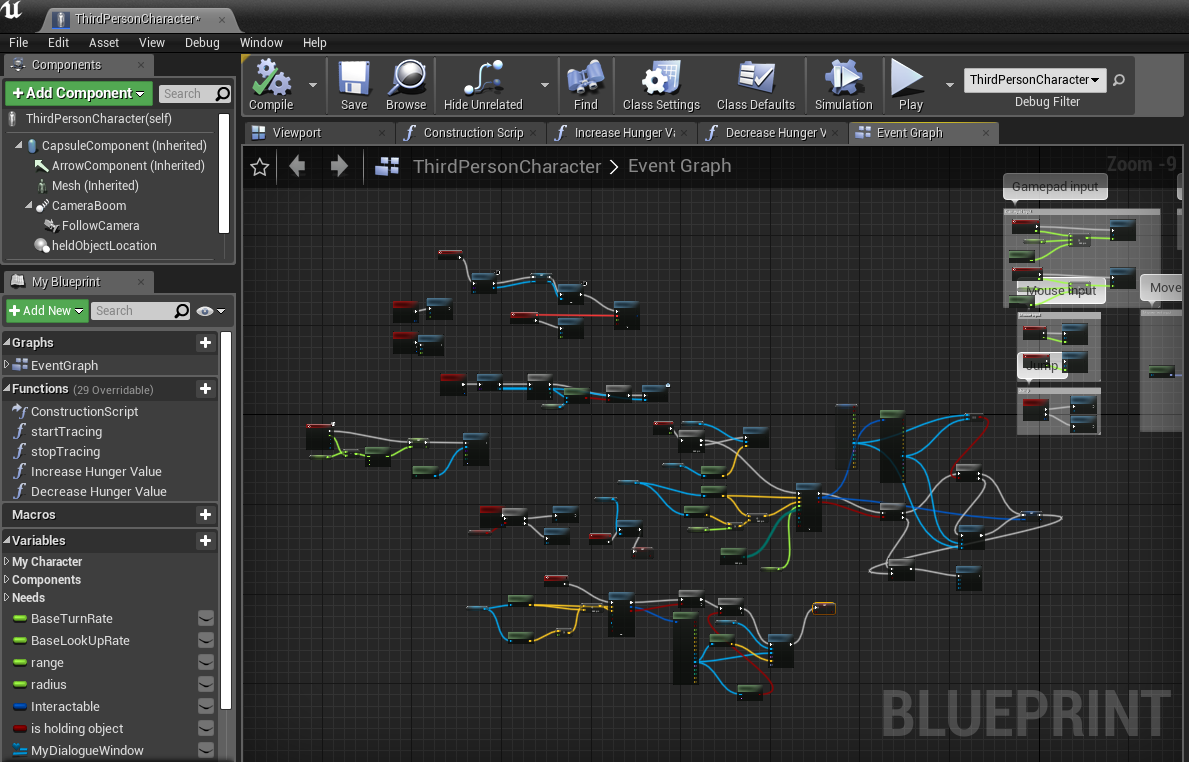 ThirdPersonCharacter*
File Edit Asset View Debug Window Help
Components
+Add Component
Search
ThirdPersonCharacter(self)
CapsuleComponent (Inherited)
ArrowComponent (Inherited)
Mesh (Inherited)
CameraBoom
FollowCamera
heldObjectLocation
My Blueprint
+Add New
Search
Graphs
EventGraph
Functions (29 Overridable)
ConstructionScript
startTracing
stopTracing
Increase Hunger Value
Decrease Hunger Value
Macros
Variables
Character
Components
Needs
BaseTurnRate
BaseLookUpRate
range
radius
Interactable
is holding object
MyDialogueWindow
Compile Save Browse Hide Unrelated Find Class Settings Class Defaults Simulation Play
ThirdPersonCharacter
Debug Filter
Viewport Construction Scrip Increase Hunger Va Decrease Hunger V Event Graph
ThirdPersonCharacter > Event Graph
Zoom -9
Gamepad input
Mouse input
Move
Jump
BLUEPRINT